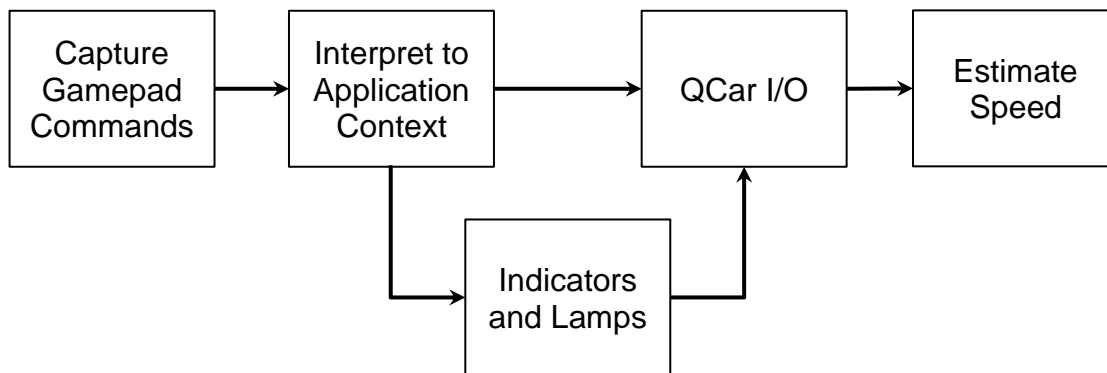 Capture
Gamepad
Commands
Interpret to
Application
Context
QCar I/O
Estimate
Speed
Indicators
and Lamps